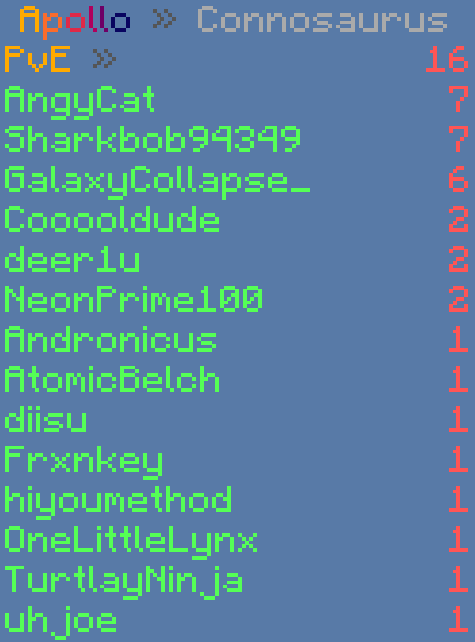 Apollo » Connosaurus
PvE » 16
AngyCat 7
Sharkbob94349 7
GalaxyCollapse_ 6
Cooooldude 2
deer1u 2
NeonPrime100 2
Andronicus 1
AtomicBelch 1
diisu 1
Frxnkey 1
hiyoumethod 1
OneLittleLynx 1
TurtlayNinja 1
uhjoe 1